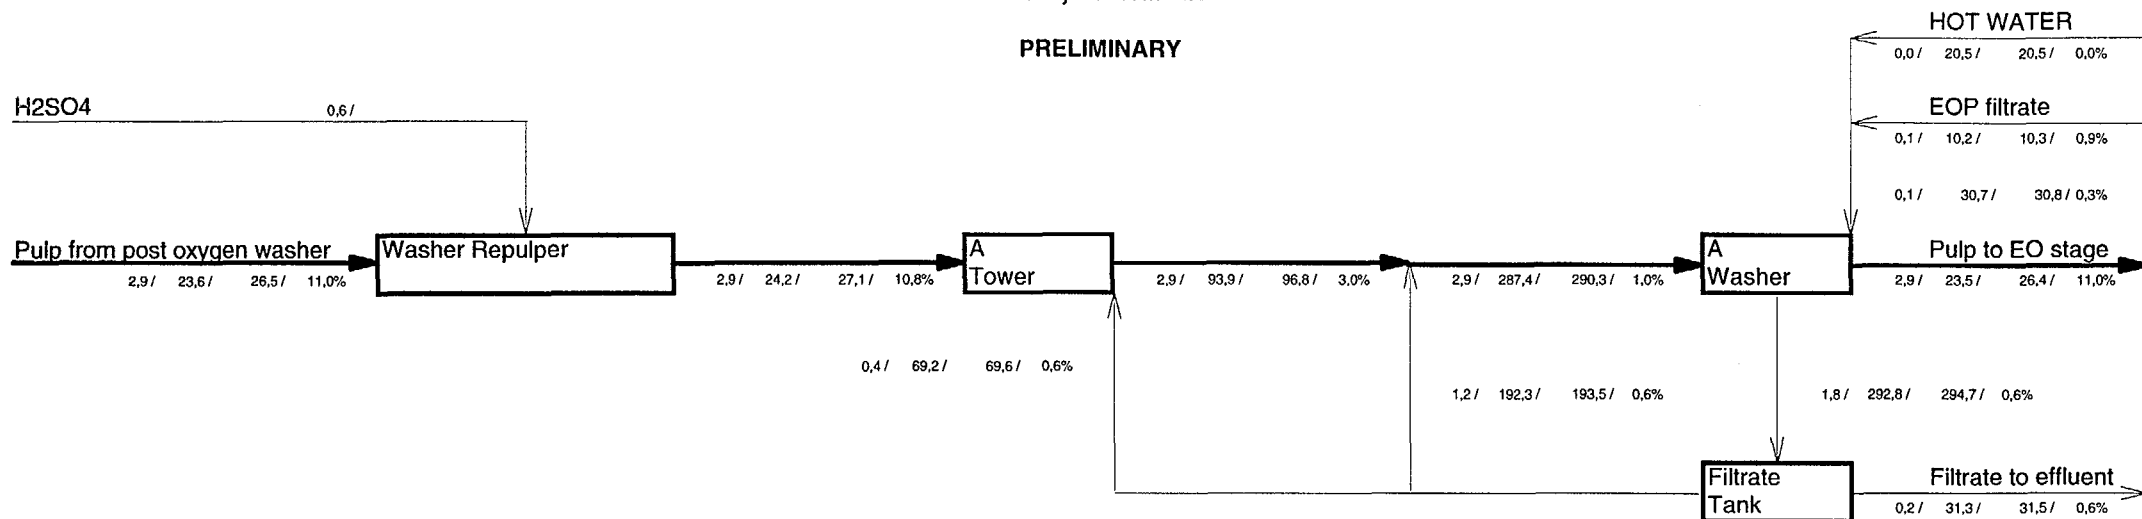 PRELIMINARY
HOT WATER
0,0 / 20,5 / 20,5 / 0,0%
H2SO4
0,6 /
EOP filtrate
0,1 / 10,2 / 10,3 / 0,9%
0,1 / 30,7 / 30,8 / 0,3%
Pulp from post oxygen washer
2,9 / 23,6 / 26,5 / 11,0%
Washer Repulper
2,9 / 24,2 / 27,1 / 10,8%
A
Tower
2,9 / 93,9 / 96,8 / 3,0%
2,9 / 287,4 / 290,3 / 1,0%
A
Washer
Pulp to EO stage
2,9 / 23,5 / 26,4 / 11,0%
0,4 / 69,2 / 69,6 / 0,6%
1,2 / 192,3 / 193,5 / 0,6%
1,8 / 292,8 / 294,7 / 0,6%
Filtrate
Tank
Filtrate to effluent
0,2 / 31,3 / 31,5 / 0,6%